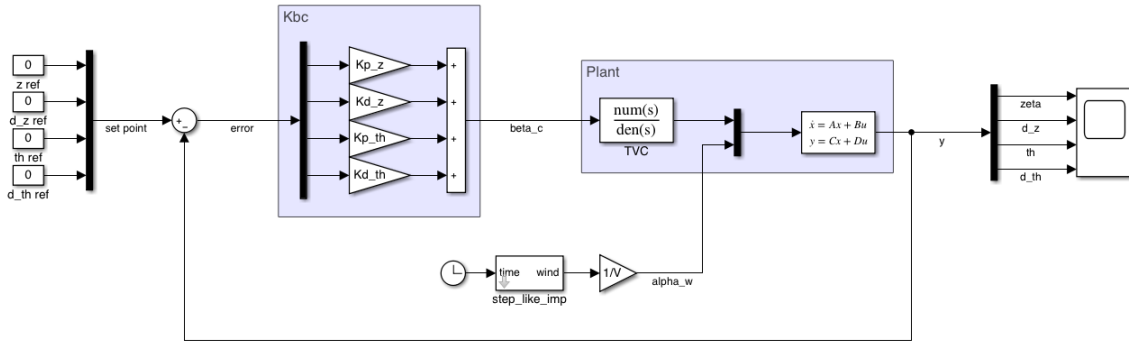 Kbc
0
z ref
0
d_z ref
0
th ref
0
d_th ref
set point
+
−
error
Kp_z
Kd_z
Kp_th
Kd_th
+
+
+
+
beta_c
Plant
num(s)
den(s)
TVC
ẋ = Ax + Bu
y = Cx + Du
y
zeta
d_z
th
d_th
time wind
step_like_imp
1/V
alpha_w